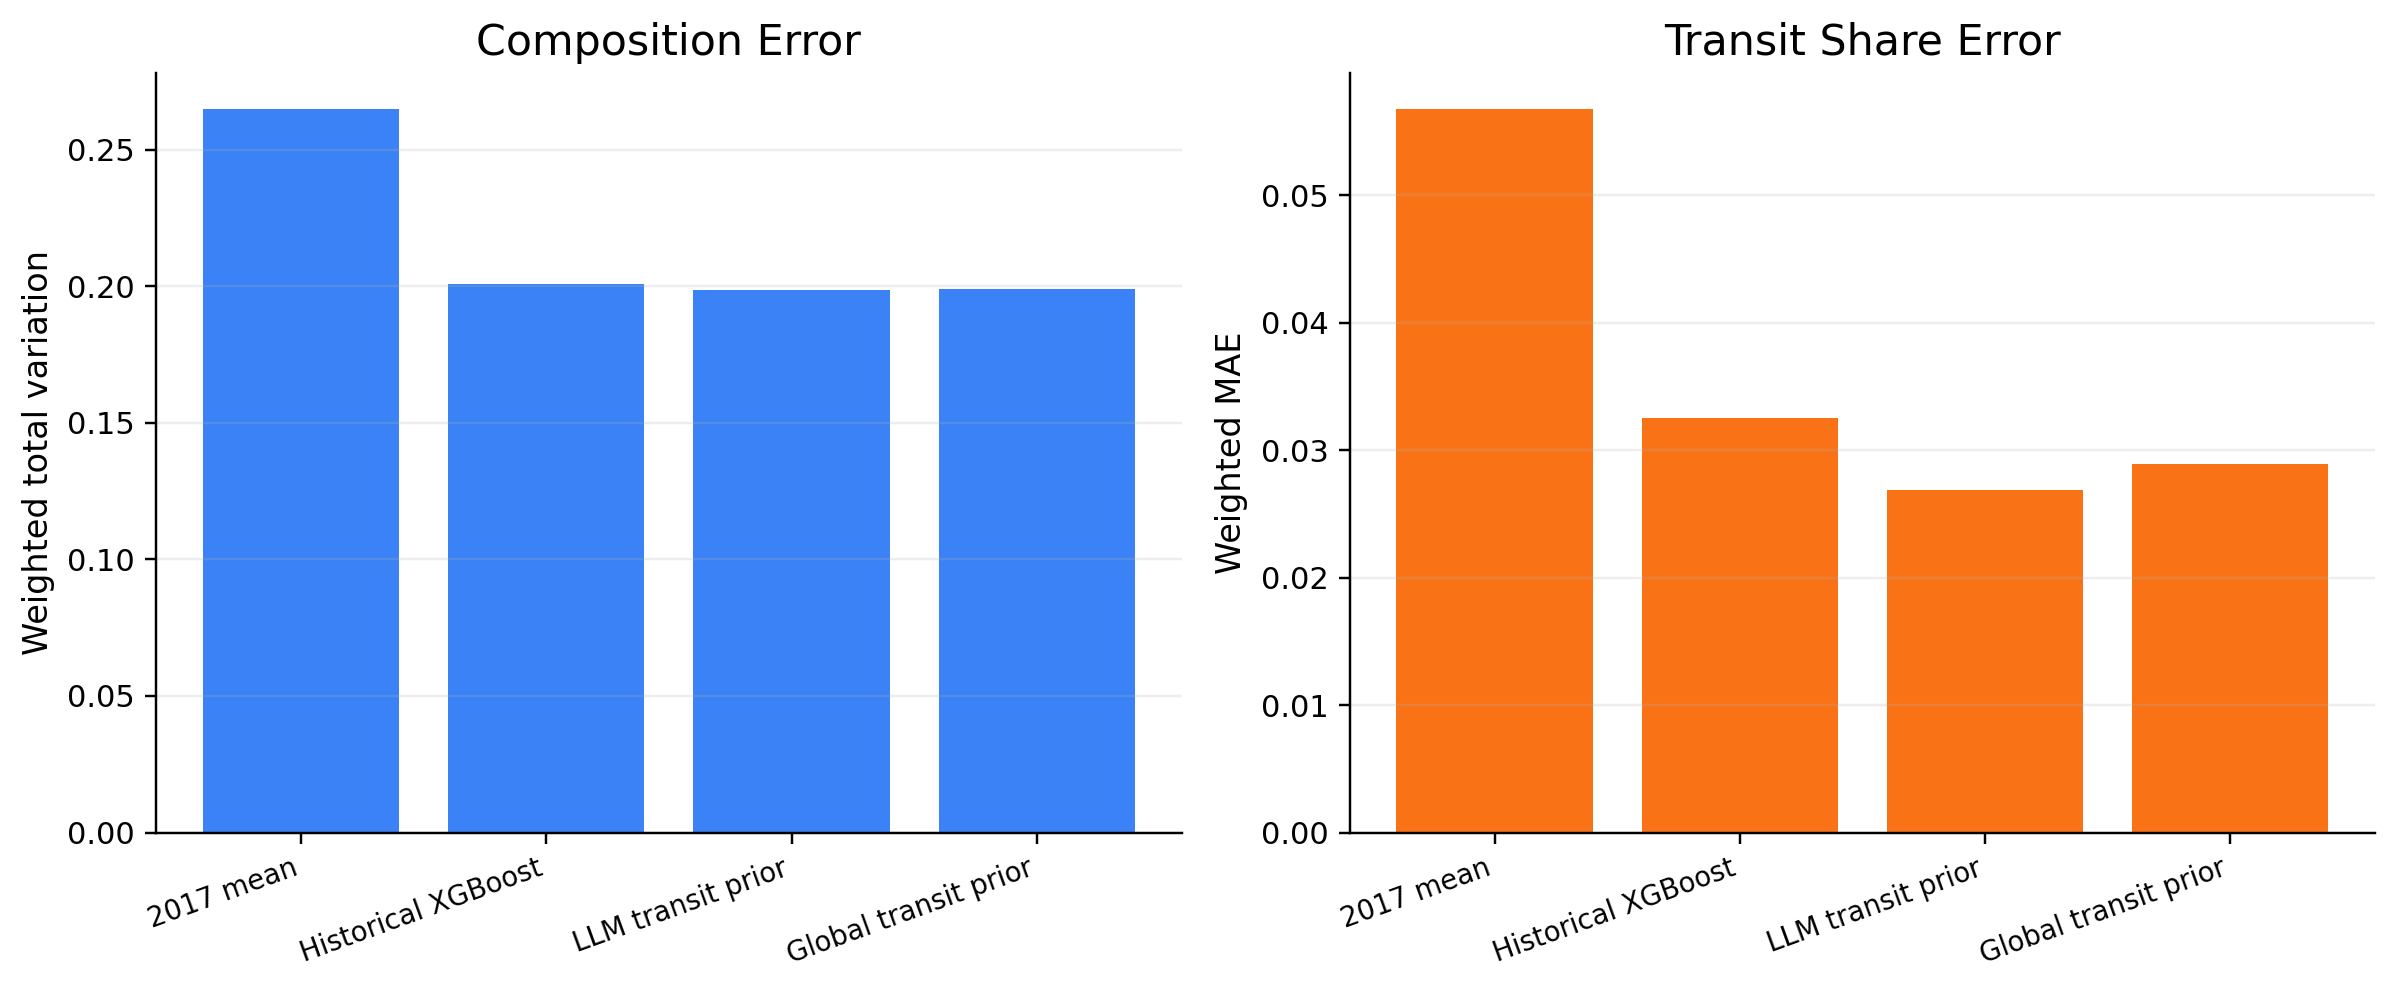 Composition Error
Weighted total variation
0.25
0.20
0.15
0.10
0.05
0.00
2017 mean
Historical XGBoost
LLM transit prior
Global transit prior
Transit Share Error
Weighted MAE
0.05
0.04
0.03
0.02
0.01
0.00
2017 mean
Historical XGBoost
LLM transit prior
Global transit prior